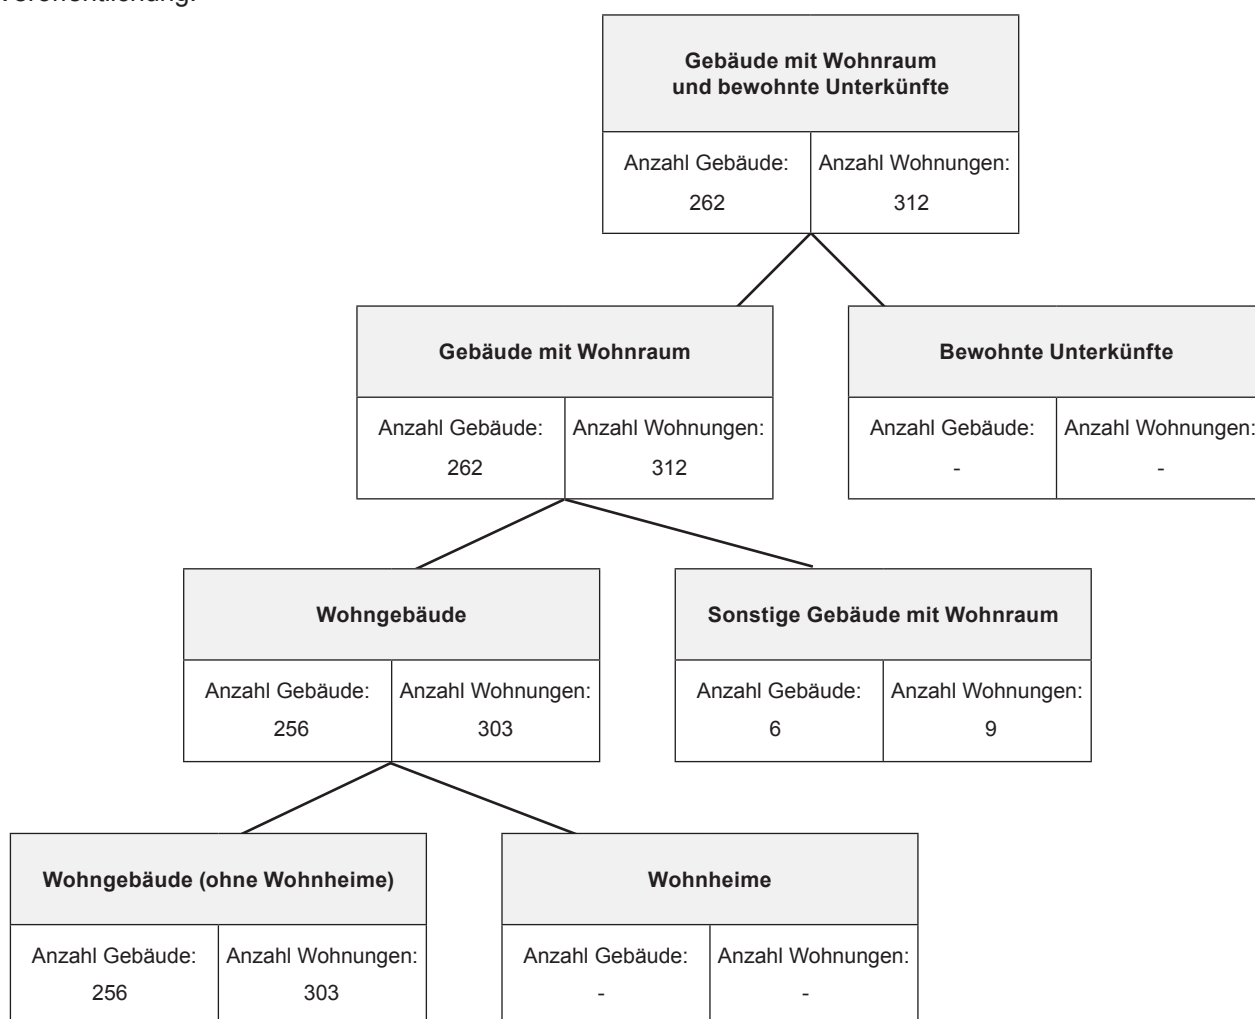 Gebäude mit Wohnraum
und bewohnte Unterkünfte
Anzahl Gebäude: Anzahl Wohnungen:
262 312
Gebäude mit Wohnraum
Anzahl Gebäude: Anzahl Wohnungen:
262 312
Bewohnte Unterkünfte
Anzahl Gebäude: Anzahl Wohnungen:
- -
Wohngebäude
Anzahl Gebäude: Anzahl Wohnungen:
256 303
Sonstige Gebäude mit Wohnraum
Anzahl Gebäude: Anzahl Wohnungen:
6 9
Wohngebäude (ohne Wohnheime)
Anzahl Gebäude: Anzahl Wohnungen:
256 303
Wohnheime
Anzahl Gebäude: Anzahl Wohnungen:
- -